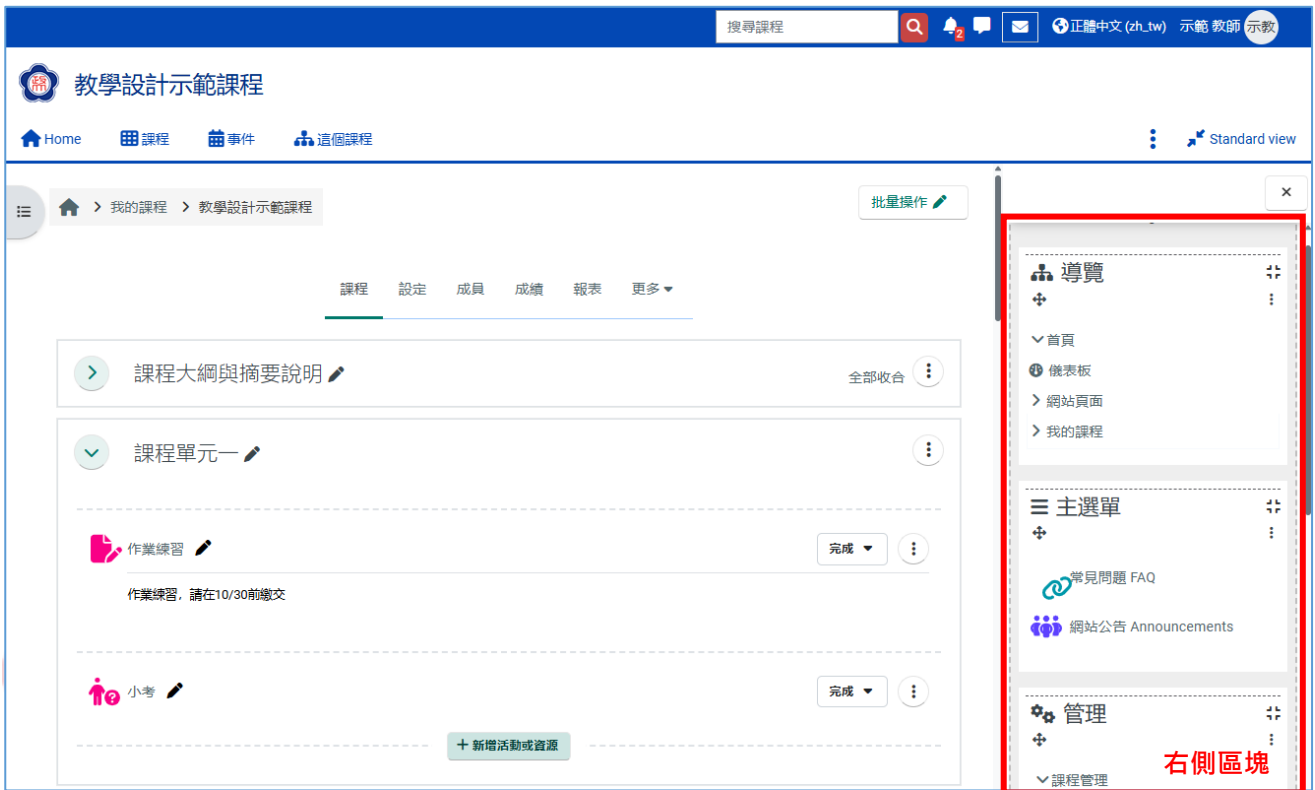 搜尋課程
2
正體中文 (zh_tw) 示範 教師 示教
教學設計示範課程
Home 課程 事件 這個課程
Standard view
我的課程 教學設計示範課程
批量操作
課程 設定 成員 成績 報表 更多
課程大綱與摘要說明
全部收合
課程單元一
作業練習
完成
作業練習，請在10/30前繳交
小考
完成
+ 新增活動或資源
導覽
首頁
儀表板
網站頁面
我的課程
主選單
常見問題 FAQ
網站公告 Announcements
管理
右側區塊
課程管理